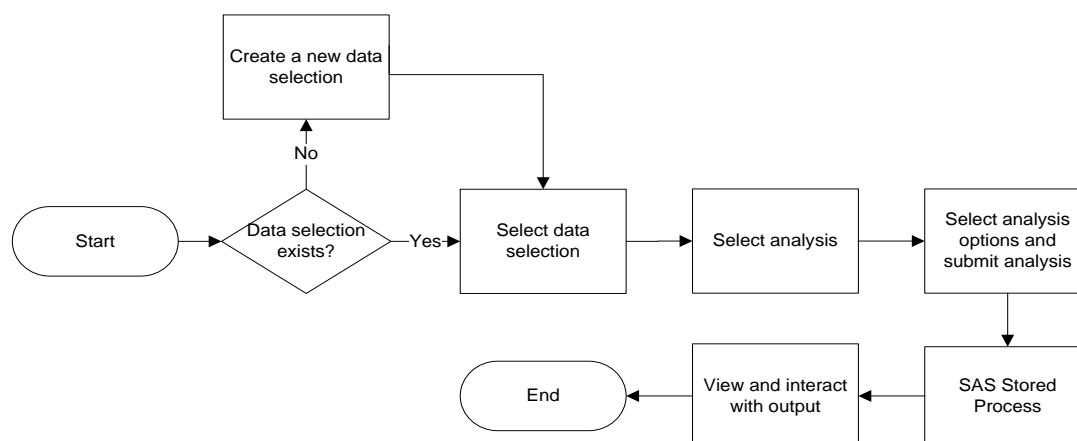 Create a new data
selection
No
Start
Data selection
exists?
Yes
Select data
selection
Select analysis
Select analysis
options and
submit analysis
End
View and interact
with output
SAS Stored
Process